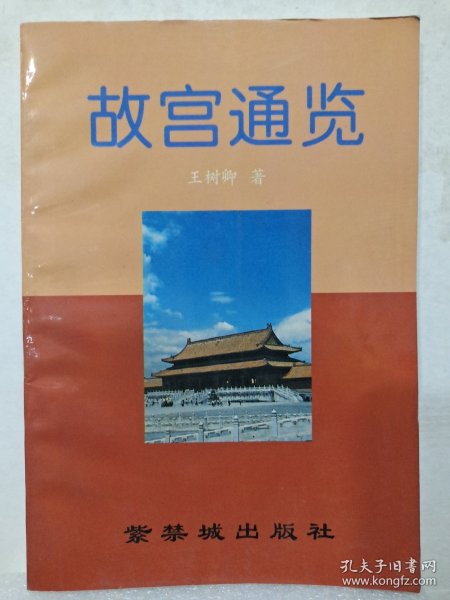 故宫通览
王树卿 著
紫禁城出版社
孔夫子旧书网
www.kongfz.com